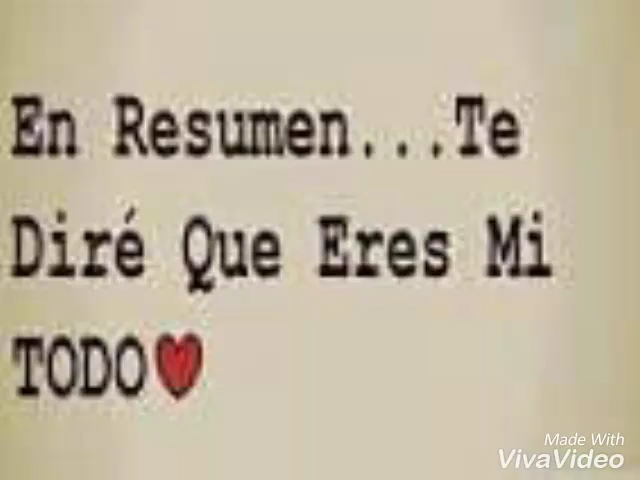 En Resumen...Te
Diré Que Eres Mi
TODO❤
Made With
VivaVideo